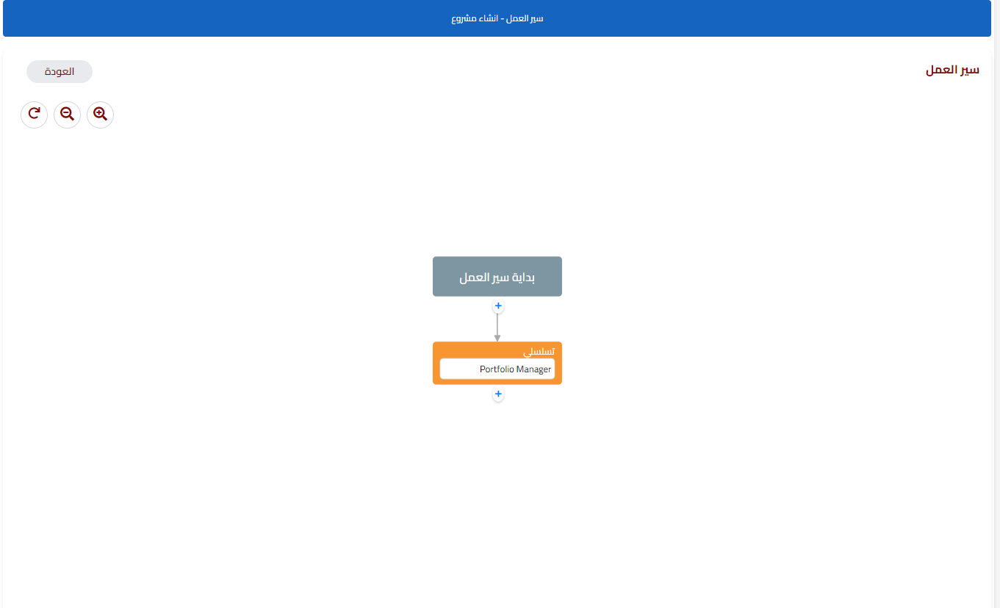 سير العمل - انشاء مشروع
سير العمل
العودة
بداية سير العمل
+
تسلسلي
Portfolio Manager
+